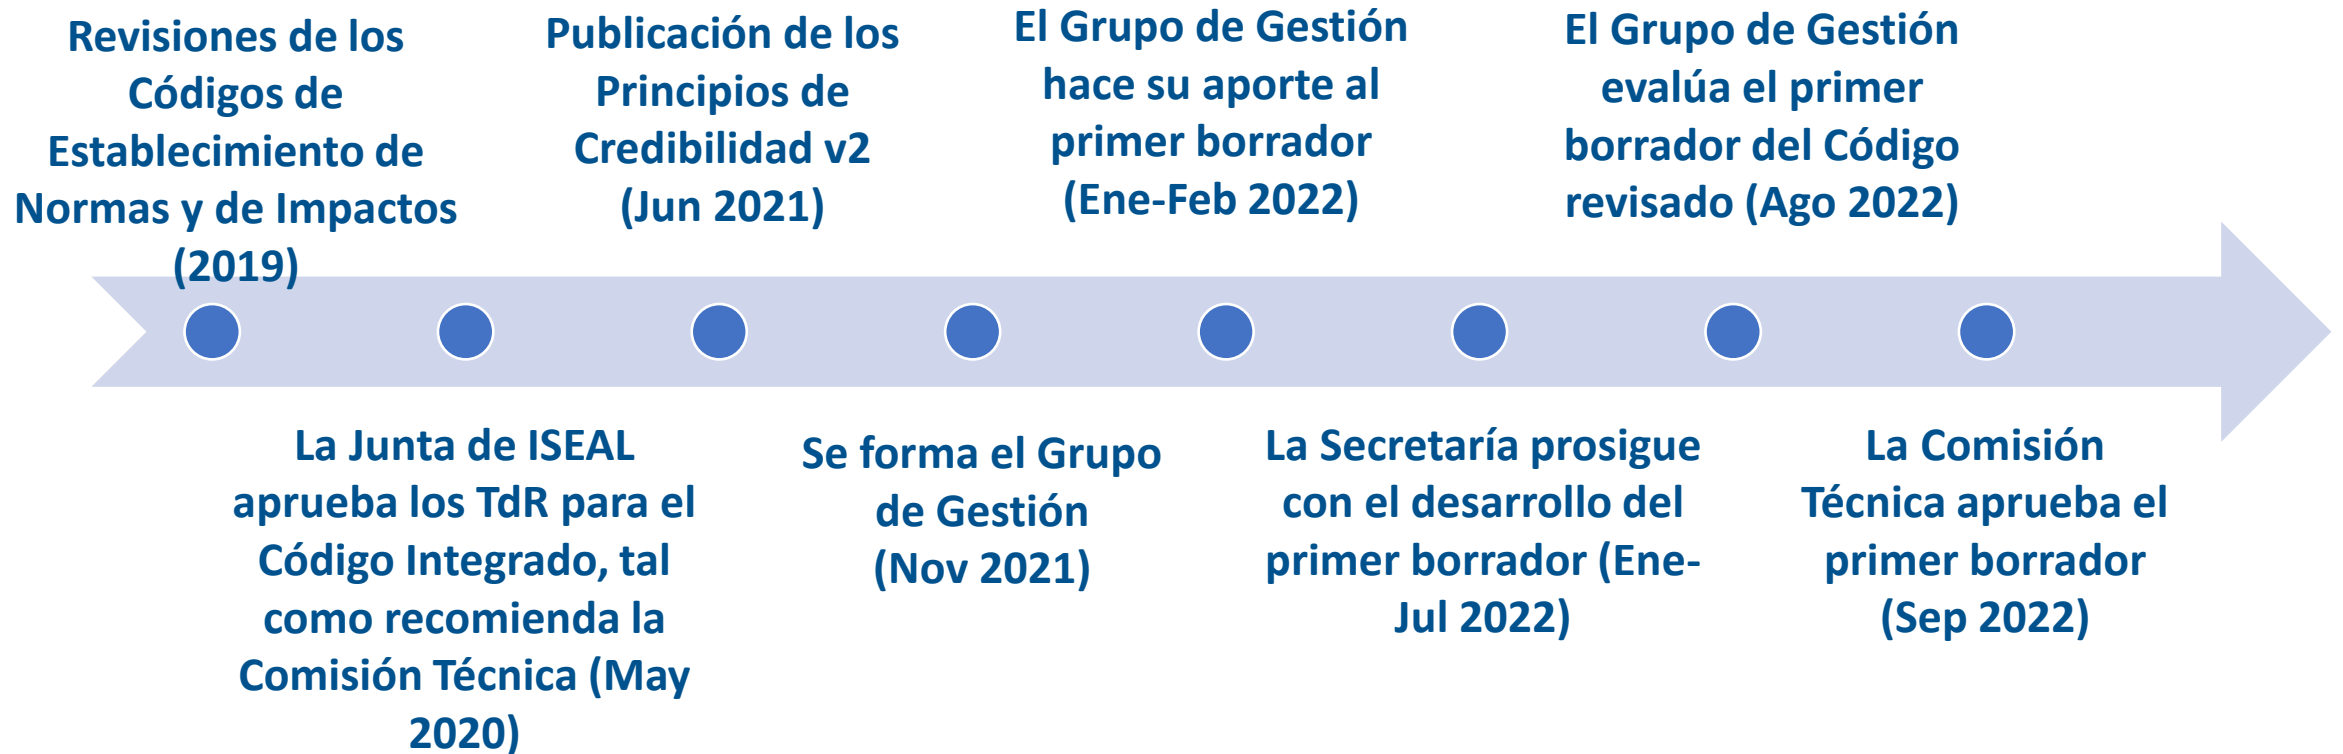 Revisiones de los
Códigos de
Establecimiento de
Normas y de Impactos
(2019)
La Junta de ISEAL
aprueba los TdR para el
Código Integrado, tal
como recomienda la
Comisión Técnica (May
2020)
Publicación de los
Principios de
Credibilidad v2
(Jun 2021)
Se forma el Grupo
de Gestión
(Nov 2021)
El Grupo de Gestión
hace su aporte al
primer borrador
(Ene-Feb 2022)
La Secretaría prosigue
con el desarrollo del
primer borrador (Ene-
Jul 2022)
El Grupo de Gestión
evalúa el primer
borrador del Código
revisado (Ago 2022)
La Comisión
Técnica aprueba el
primer borrador
(Sep 2022)